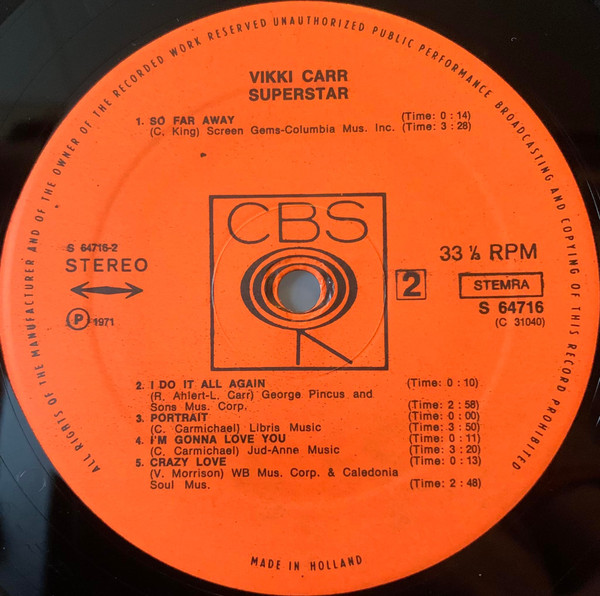 ALL RIGHTS OF THE MANUFACTURER AND OF THE OWNER OF THE RECORDED WORK RESERVED UNAUTHORIZED PUBLIC PERFORMANCE BROADCASTING AND COPYING OF THIS RECORD PROHIBITED
VIKKI CARR
SUPERSTAR
1. SO FAR AWAY (Time: 0 : 14)
(C. King) Screen Gems-Columbia Mus. Inc. (Time: 3 : 28)
CBS
S 64716-2
STEREO
33 ⅓ RPM
2
STEMRA
S 64716
(C 31040)
P 1971
2. I DO IT ALL AGAIN (Time: 0 : 10)
(R. Ahlert-L. Carr) George Pincus and
Sons Mus. Corp. (Time: 2 : 58)
3. PORTRAIT (Time: 0 : 00)
(C. Carmichael) Libris Music (Time: 3 : 50)
4. I'M GONNA LOVE YOU (Time: 0 : 11)
(C. Carmichael) Jud-Anne Music (Time: 3 : 20)
5. CRAZY LOVE (Time: 0 : 13)
(V. Morrison) WB Mus. Corp. & Caledonia
Soul Mus. (Time: 2 : 48)
MADE IN HOLLAND